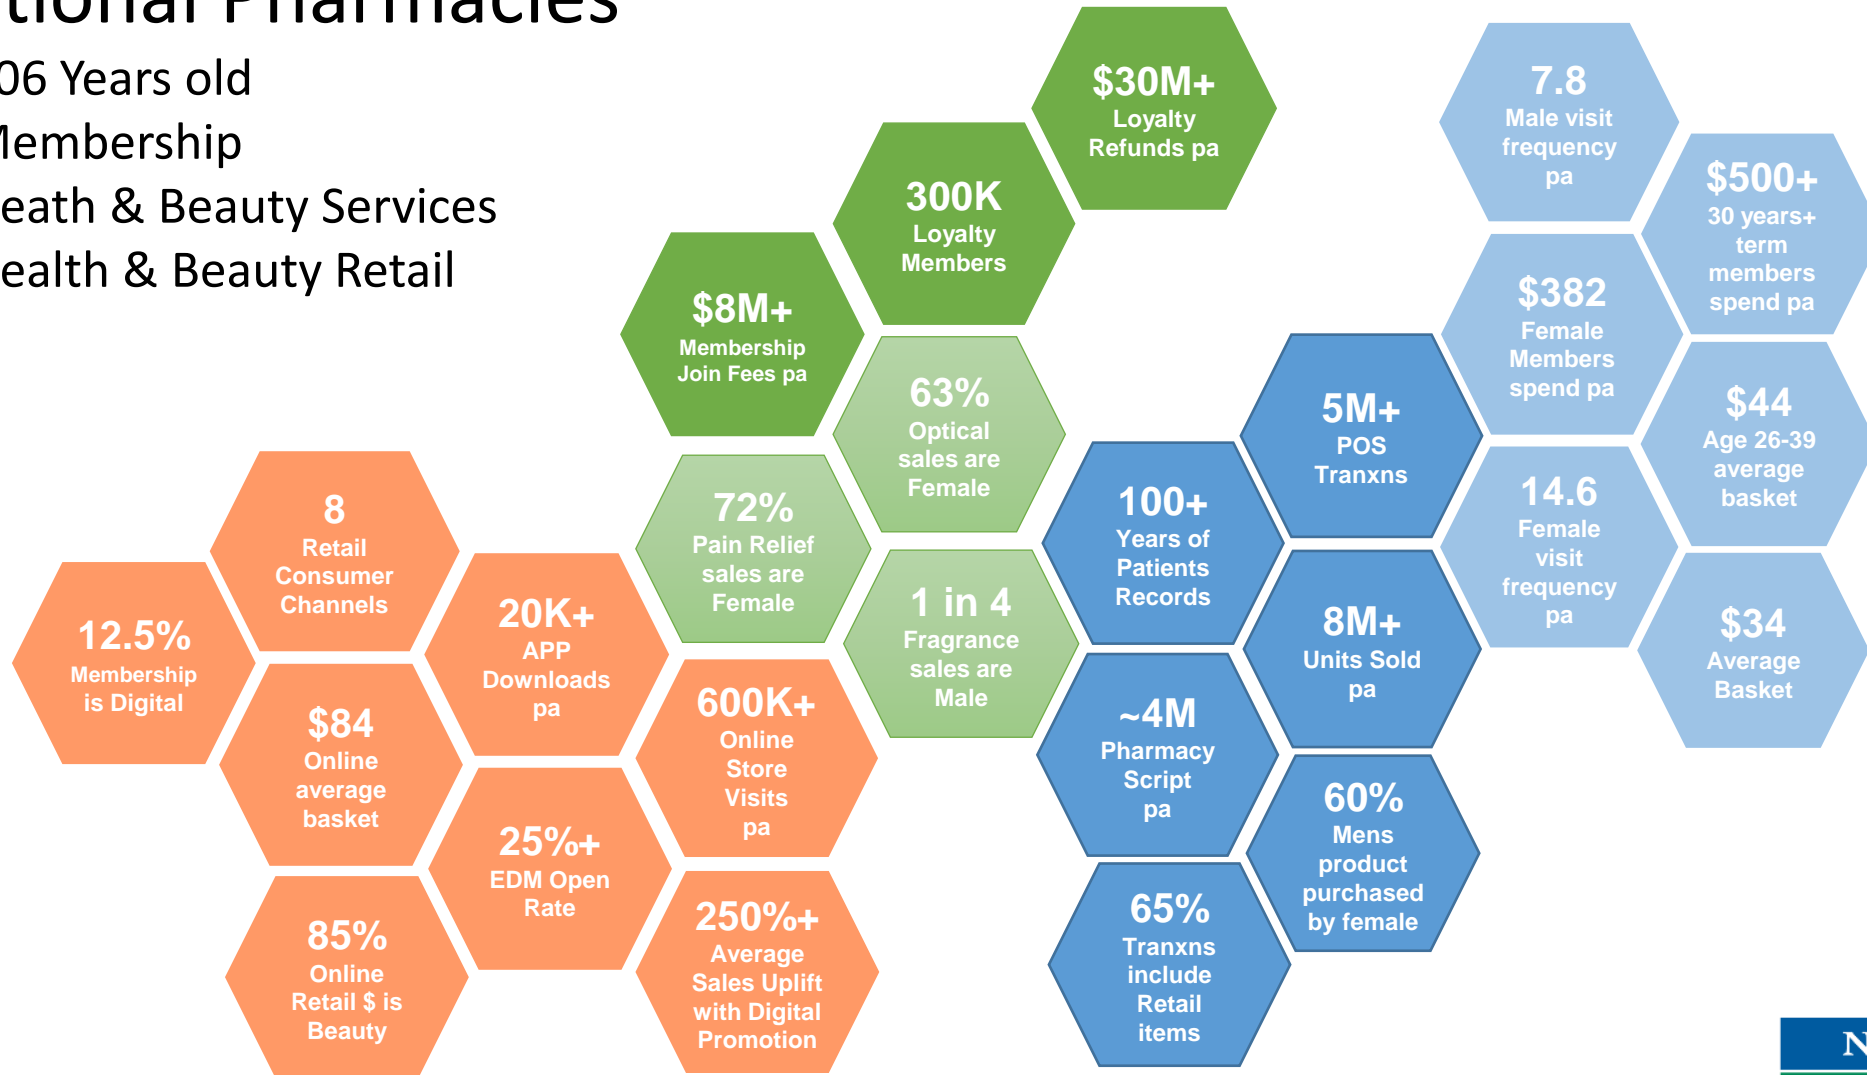 tional Pharmacies
06 Years old
Membership
eath & Beauty Services
ealth & Beauty Retail
$30M+
Loyalty
Refunds pa
300K
Loyalty
Members
$8M+
Membership
Join Fees pa
63%
Optical
sales are
Female
72%
Pain Relief
sales are
Female
1 in 4
Fragrance
sales are
Male
8
Retail
Consumer
Channels
12.5%
Membership
is Digital
20K+
APP
Downloads
pa
$84
Online
average
basket
600K+
Online
Store
Visits
pa
25%+
EDM Open
Rate
85%
Online
Retail $ is
Beauty
250%+
Average
Sales Uplift
with Digital
Promotion
5M+
POS
Tranxns
100+
Years of
Patients
Records
8M+
Units Sold
pa
~4M
Pharmacy
Script
pa
60%
Mens
product
purchased
by female
65%
Tranxns
include
Retail
items
7.8
Male visit
frequency
pa
$500+
30 years+
term
members
spend pa
$382
Female
Members
spend pa
$44
Age 26-39
average
basket
14.6
Female
visit
frequency
pa
$34
Average
Basket
N